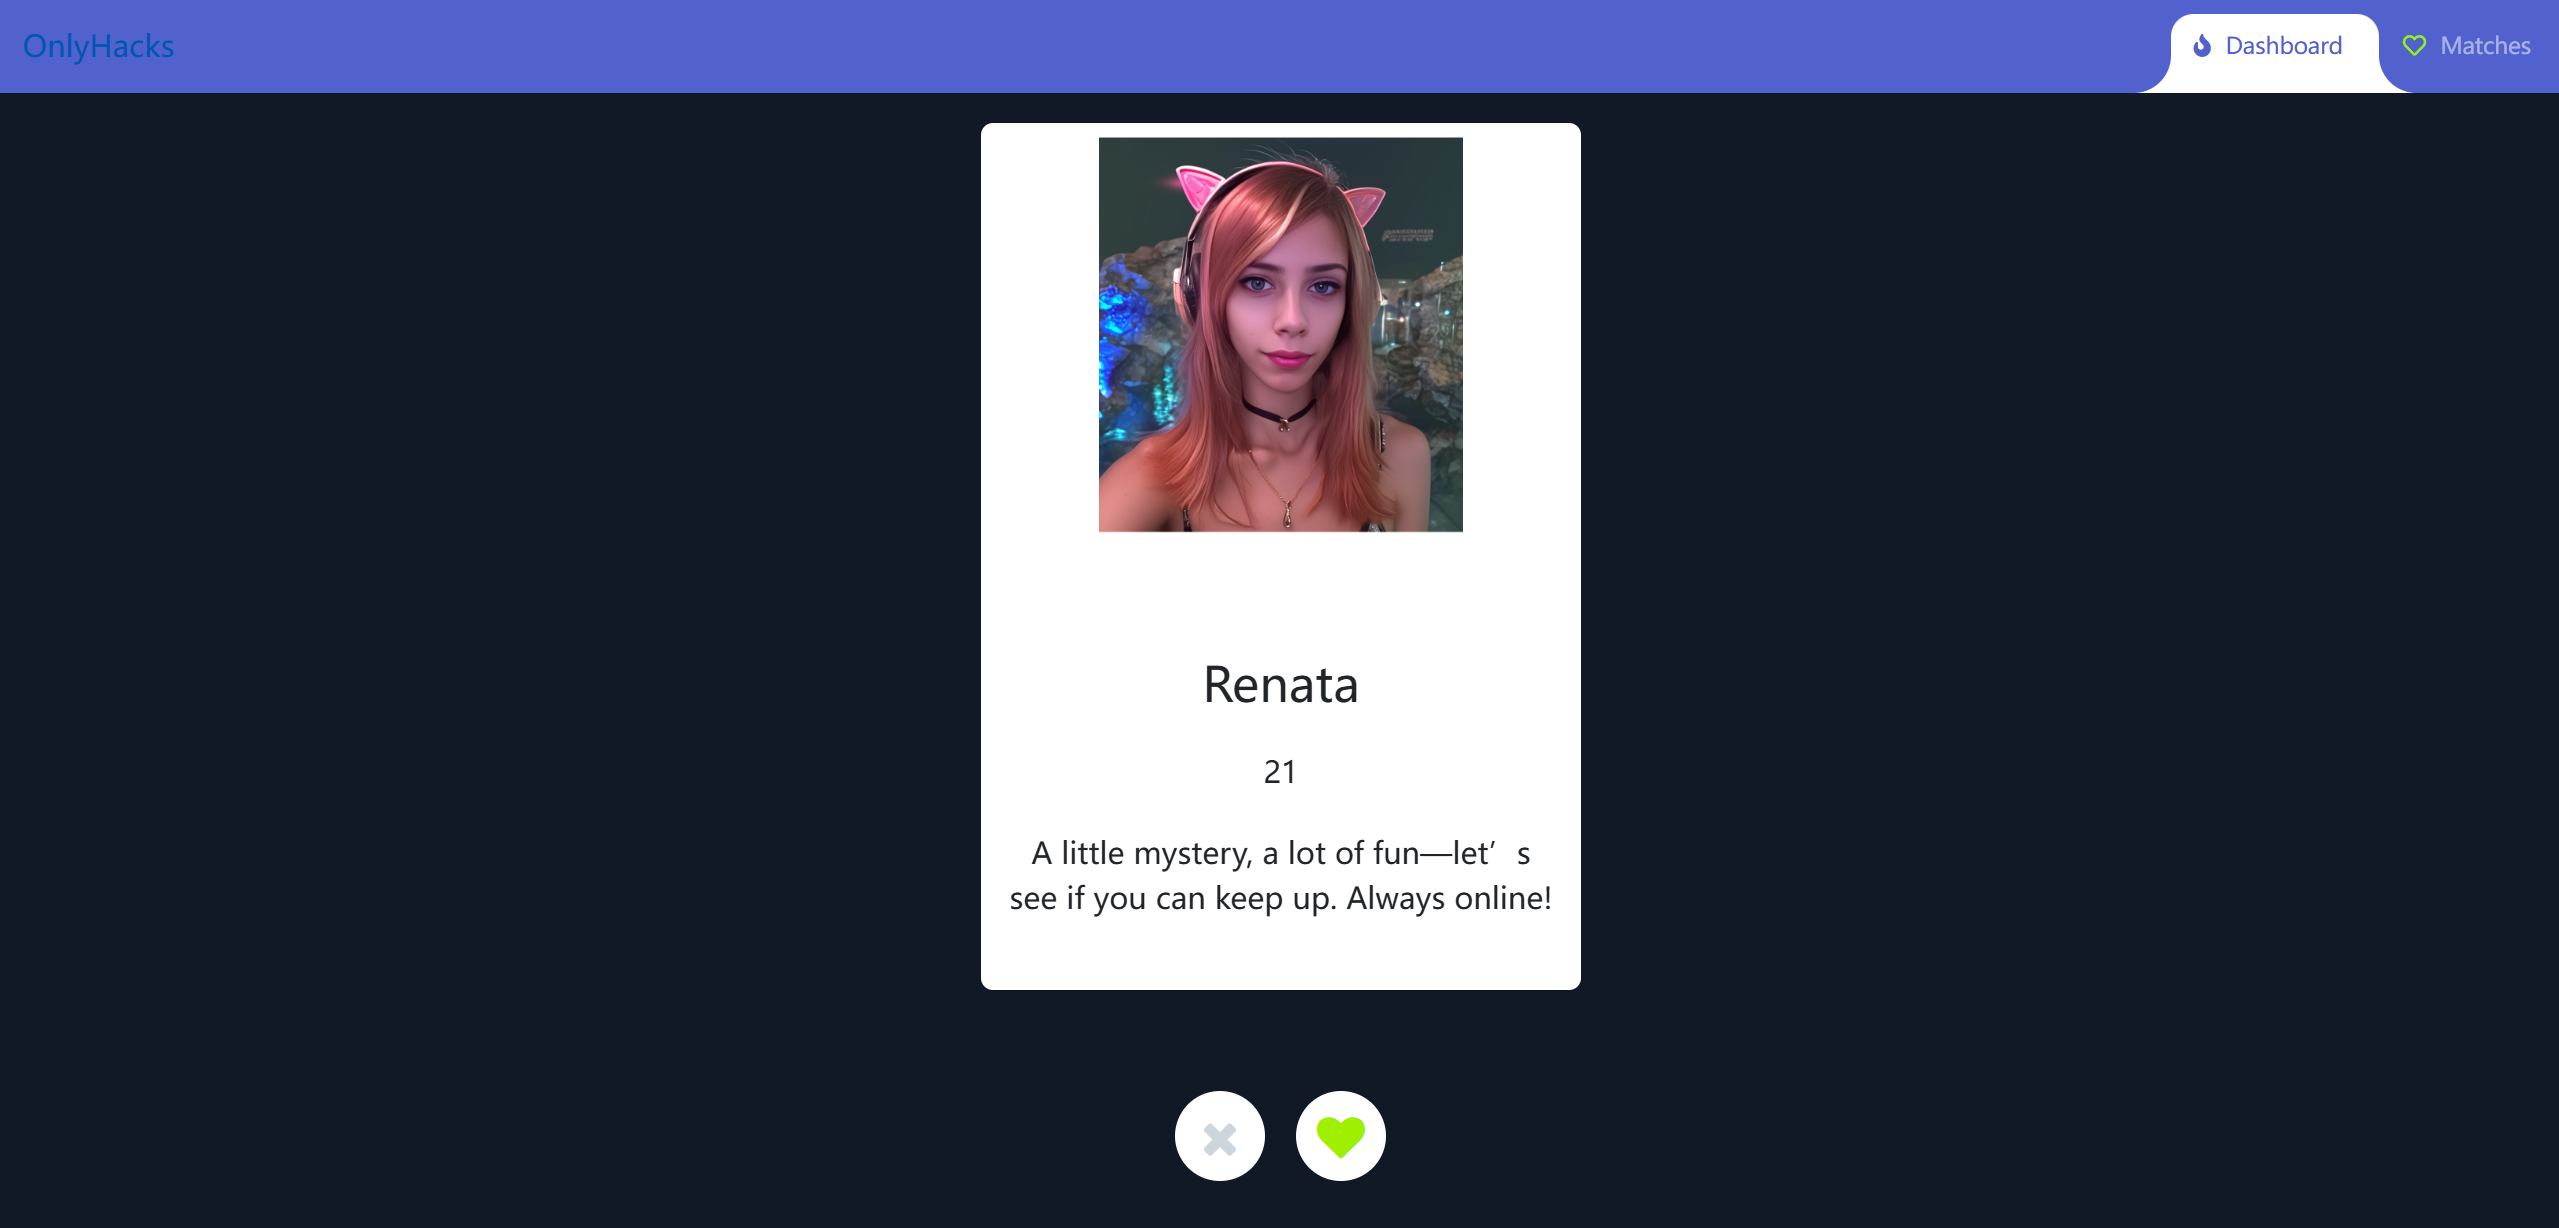 OnlyHacks
Dashboard
Matches
Renata
21
A little mystery, a lot of fun—let’s
see if you can keep up. Always online!